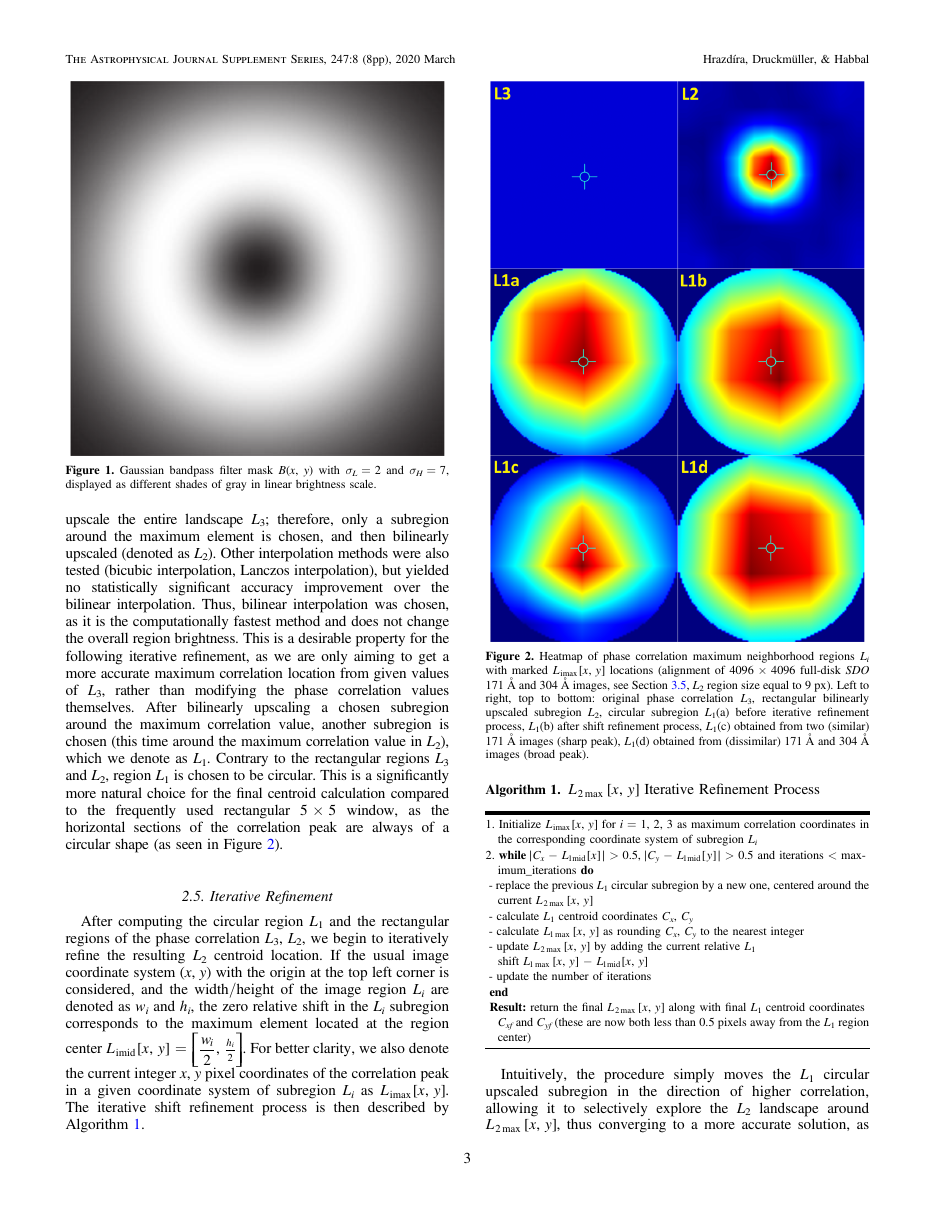 THE ASTROPHYSICAL JOURNAL SUPPLEMENT SERIES, 247:8 (8pp), 2020 March
Hrazdíra, Druckmüller, & Habbal
Figure 1. Gaussian bandpass filter mask B(x, y) with σL = 2 and σH = 7,
displayed as different shades of gray in linear brightness scale.
upscale the entire landscape L3; therefore, only a subregion
around the maximum element is chosen, and then bilinearly
upscaled (denoted as L2). Other interpolation methods were also
tested (bicubic interpolation, Lanczos interpolation), but yielded
no statistically significant accuracy improvement over the
bilinear interpolation. Thus, bilinear interpolation was chosen,
as it is the computationally fastest method and does not change
the overall region brightness. This is a desirable property for the
following iterative refinement, as we are only aiming to get a
more accurate maximum correlation location from given values
of L3, rather than modifying the phase correlation values
themselves. After bilinearly upscaling a chosen subregion
around the maximum correlation value, another subregion is
chosen (this time around the maximum correlation value in L2),
which we denote as L1. Contrary to the rectangular regions L3
and L2, region L1 is chosen to be circular. This is a significantly
more natural choice for the final centroid calculation compared
to the frequently used rectangular 5 × 5 window, as the
horizontal sections of the correlation peak are always of a
circular shape (as seen in Figure 2).
2.5. Iterative Refinement
After computing the circular region L1 and the rectangular
regions of the phase correlation L3, L2, we begin to iteratively
refine the resulting L2 centroid location. If the usual image
coordinate system (x, y) with the origin at the top left corner is
considered, and the width/height of the image region Li are
denoted as wi and hi, the zero relative shift in the Li subregion
corresponds to the maximum element located at the region
center Limid [x, y] = [wi/2, hi/2]. For better clarity, we also denote
the current integer x, y pixel coordinates of the correlation peak
in a given coordinate system of subregion Li as Limax [x, y].
The iterative shift refinement process is then described by
Algorithm 1.
L3
L2
L1a
L1b
L1c
L1d
Figure 2. Heatmap of phase correlation maximum neighborhood regions Li
with marked Limax [x, y] locations (alignment of 4096 × 4096 full-disk SDO
171 Å and 304 Å images, see Section 3.5, L2 region size equal to 9 px). Left to
right, top to bottom: original phase correlation L3, rectangular bilinearly
upscaled subregion L2, circular subregion L1(a) before iterative refinement
process, L1(b) after shift refinement process, L1(c) obtained from two (similar)
171 Å images (sharp peak), L1(d) obtained from (dissimilar) 171 Å and 304 Å
images (broad peak).
Algorithm 1. L2 max [x, y] Iterative Refinement Process
1. Initialize Limax [x, y] for i = 1, 2, 3 as maximum correlation coordinates in
the corresponding coordinate system of subregion Li
2. while |Cx − L1mid [x]| > 0.5, |Cy − L1mid [y]| > 0.5 and iterations < max-
imum_iterations do
- replace the previous L1 circular subregion by a new one, centered around the
current L2 max [x, y]
- calculate L1 centroid coordinates Cx, Cy
- calculate L1 max [x, y] as rounding Cx, Cy to the nearest integer
- update L2 max [x, y] by adding the current relative L1
shift L1 max [x, y] − L1mid [x, y]
- update the number of iterations
end
Result: return the final L2 max [x, y] along with final L1 centroid coordinates
Cxf and Cyf (these are now both less than 0.5 pixels away from the L1 region
center)
Intuitively, the procedure simply moves the L1 circular
upscaled subregion in the direction of higher correlation,
allowing it to selectively explore the L2 landscape around
L2 max [x, y], thus converging to a more accurate solution, as
3